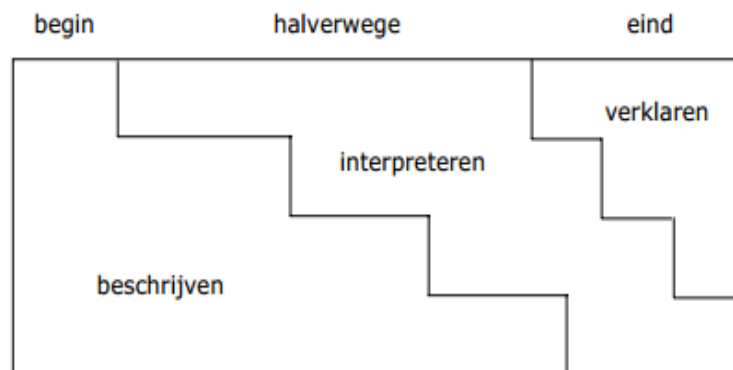 begin halverwege eind
verklaren
interpreteren
beschrijven